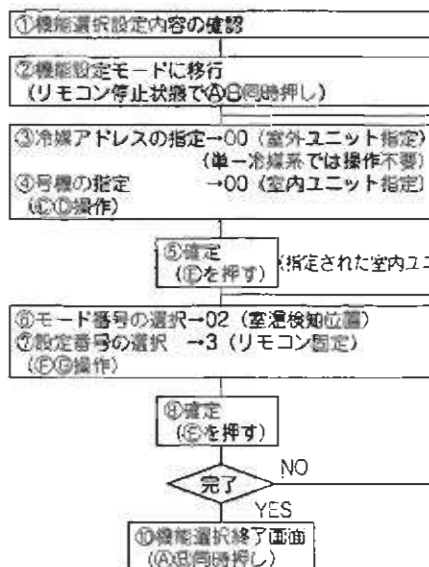 ①機能選択設定内容の確認
②機能設定モードに移行
(リモコン停止状態でⒶⒷ同時押し)
③冷媒アドレスの指定→00 (室外ユニット指定)
(単一冷媒系では操作不要)
④号機の指定 →00 (室内ユニット指定)
(ⒸⒹ操作)
⑤確定
(Ⓔを押す)
(指定された室内ユニ
⑥モード番号の選択→02 (室温検知位置)
⑦設定番号の選択 →3 (リモコン固定)
(ⒻⒼ操作)
⑧確定
(Ⓔを押す)
完了
NO
YES
⑩機能選択終了画面
(ⒶⒷ同時押し)